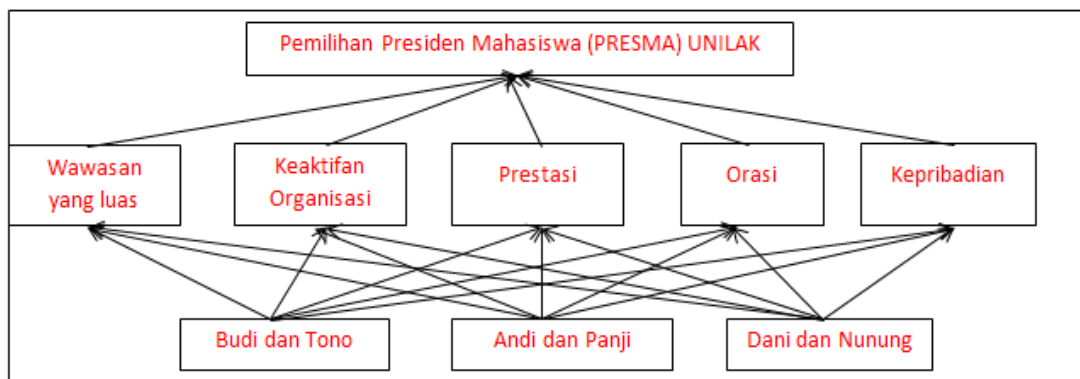 Pemilihan Presiden Mahasiswa (PRESMA) UNILAK
Wawasan
yang luas
Keaktifan
Organisasi
Prestasi
Orasi
Kepribadian
Budi dan Tono
Andi dan Panji
Dani dan Nunung